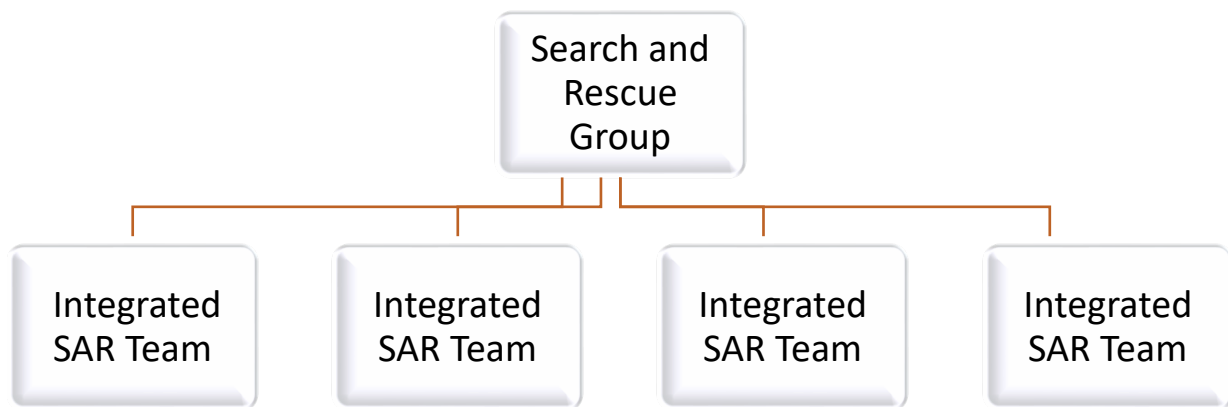 Search and
Rescue
Group
Integrated
SAR Team
Integrated
SAR Team
Integrated
SAR Team
Integrated
SAR Team